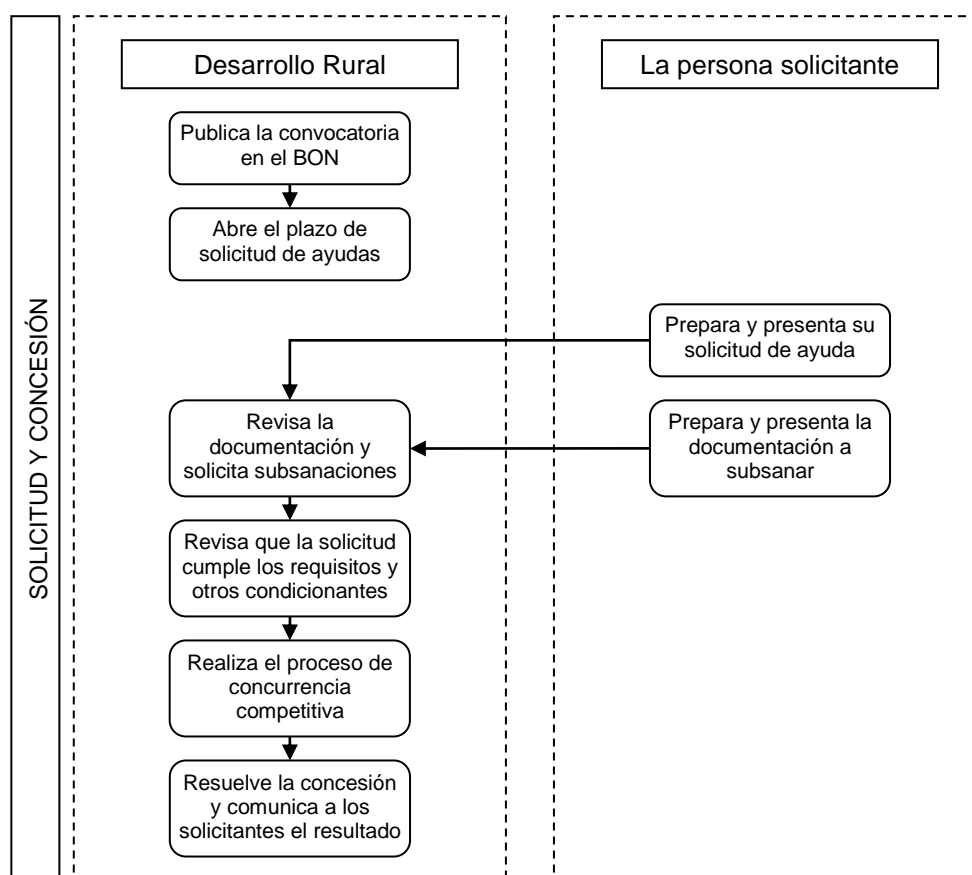 SOLICITUD Y CONCESIÓN
Desarrollo Rural
Publica la convocatoria
en el BON
Abre el plazo de
solicitud de ayudas
Revisa la
documentación y
solicita subsanaciones
Revisa que la solicitud
cumple los requisitos y
otros condicionantes
Realiza el proceso de
concurrencia
competitiva
Resuelve la concesión
y comunica a los
solicitantes el resultado
La persona solicitante
Prepara y presenta su
solicitud de ayuda
Prepara y presenta la
documentación a
subsanar